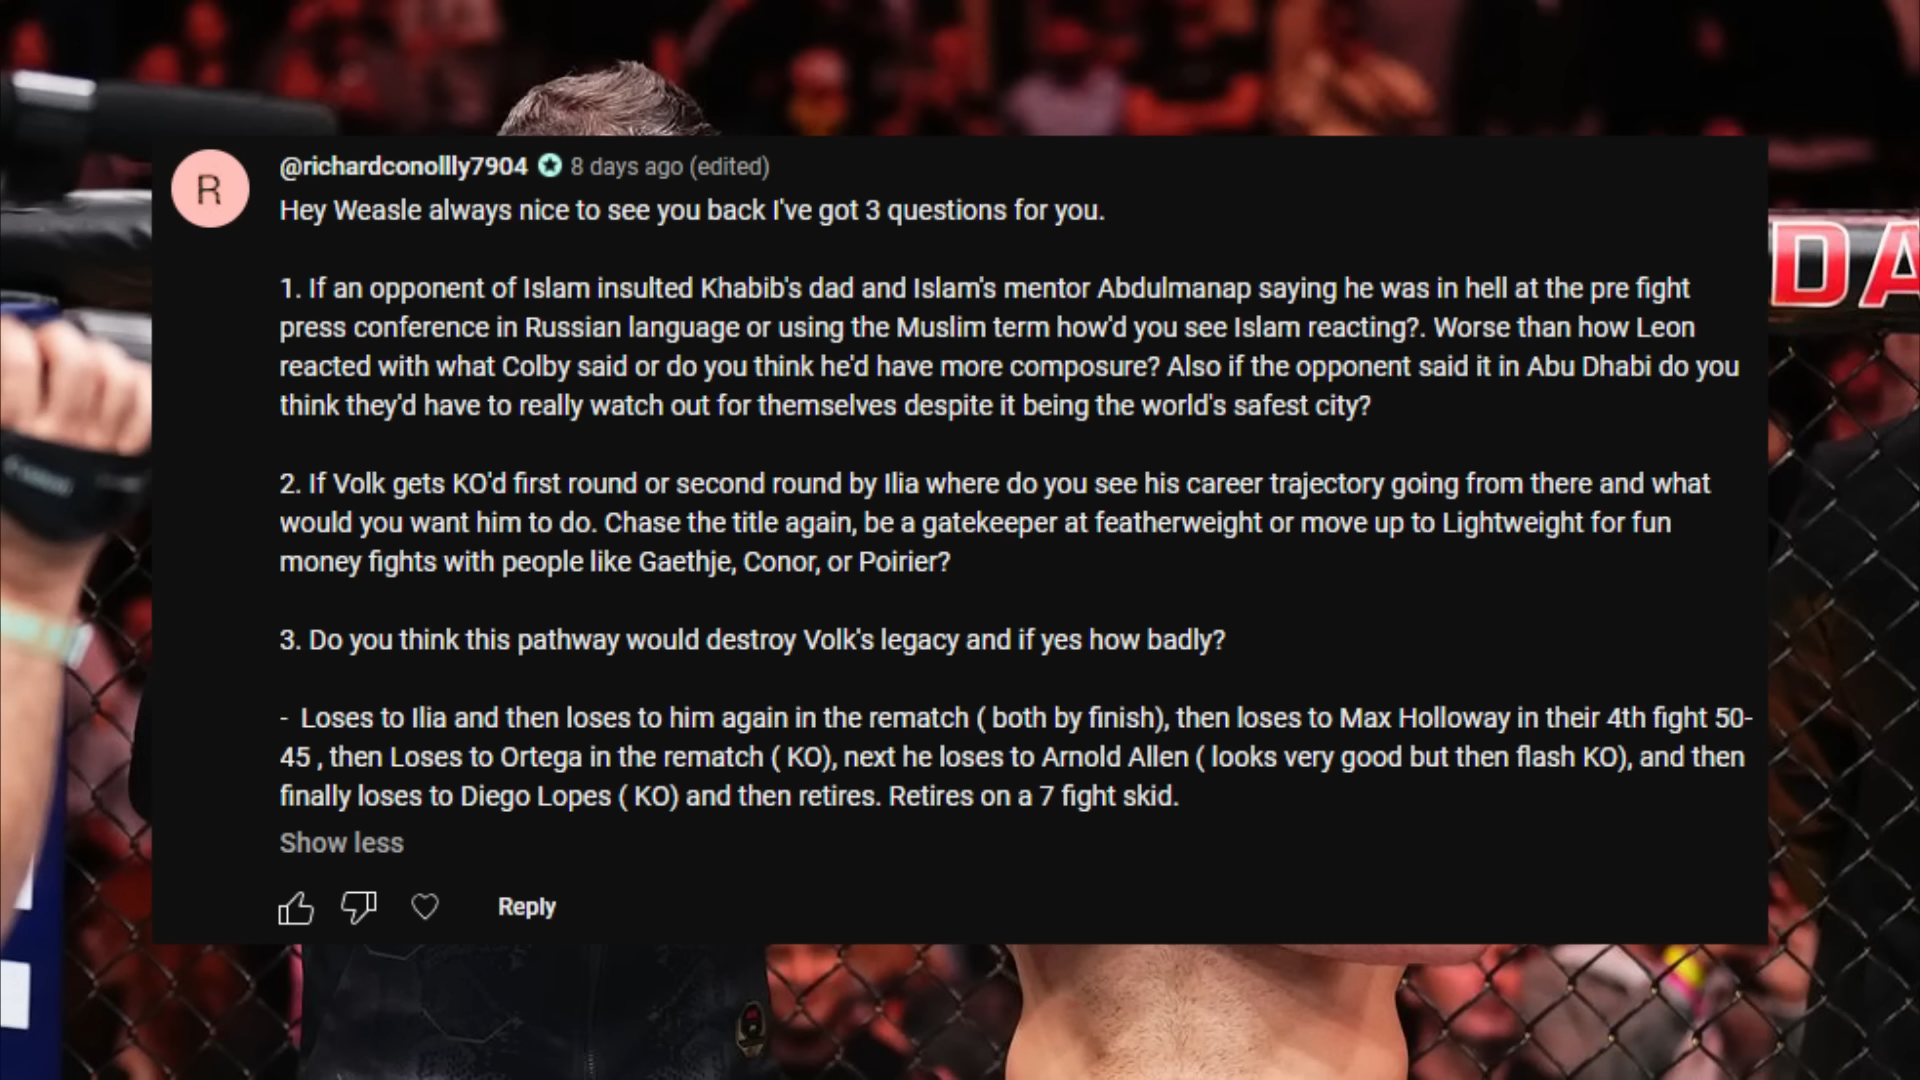 R
@richardconollly7904 8 days ago (edited)
Hey Weasle always nice to see you back I've got 3 questions for you.
1. If an opponent of Islam insulted Khabib's dad and Islam's mentor Abdulmanap saying he was in hell at the pre fight
press conference in Russian language or using the Muslim term how'd you see Islam reacting?. Worse than how Leon
reacted with what Colby said or do you think he'd have more composure? Also if the opponent said it in Abu Dhabi do you
think they'd have to really watch out for themselves despite it being the world's safest city?
2. If Volk gets KO'd first round or second round by Ilia where do you see his career trajectory going from there and what
would you want him to do. Chase the title again, be a gatekeeper at featherweight or move up to Lightweight for fun
money fights with people like Gaethje, Conor, or Poirier?
3. Do you think this pathway would destroy Volk's legacy and if yes how badly?
- Loses to Ilia and then loses to him again in the rematch ( both by finish), then loses to Max Holloway in their 4th fight 50-
45 , then Loses to Ortega in the rematch ( KO), next he loses to Arnold Allen ( looks very good but then flash KO), and then
finally loses to Diego Lopes ( KO) and then retires. Retires on a 7 fight skid.
Show less
Reply
DA